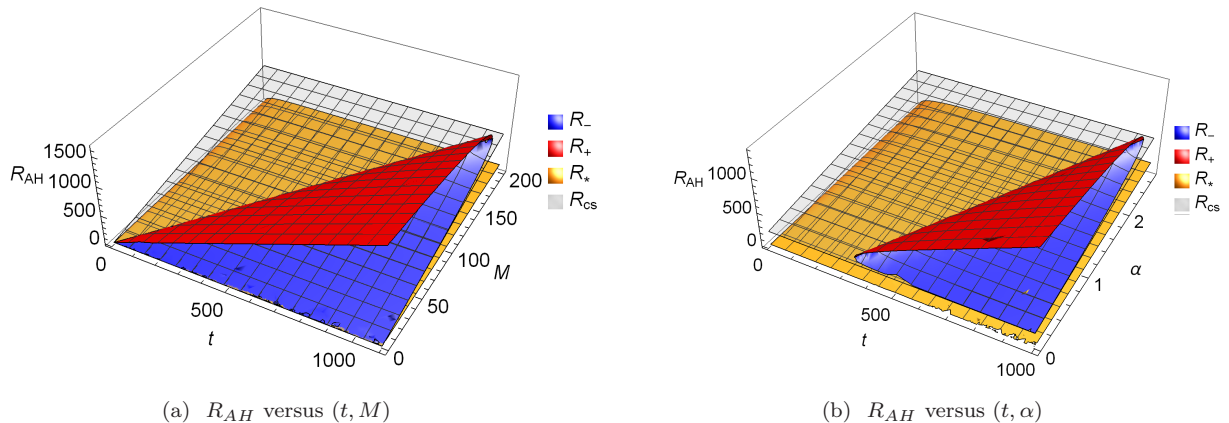 1500
1000
500
0
R_AH
0
500
1000
t
0
50
100
150
200
M
R_−
R_+
R_*
R_cs
1000
500
0
R_AH
0
500
1000
t
0
1
2
α
R_−
R_+
R_*
R_cs
(a) R_AH versus (t, M)
(b) R_AH versus (t, α)